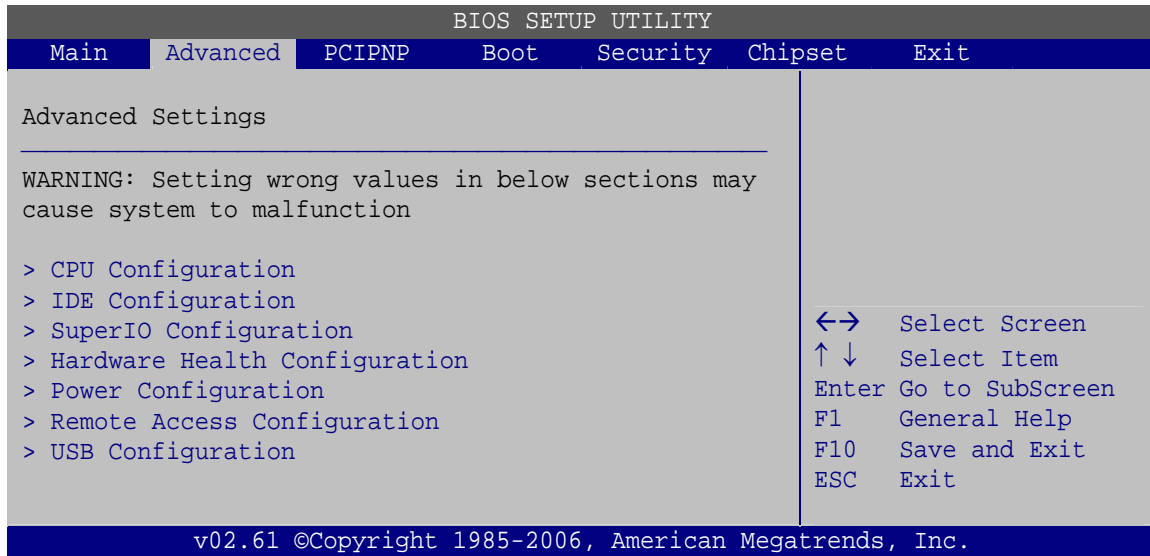 BIOS SETUP UTILITY
Main Advanced PCIPNP Boot Security Chipset Exit
Advanced Settings
WARNING: Setting wrong values in below sections may
cause system to malfunction
> CPU Configuration
> IDE Configuration
> SuperIO Configuration
> Hardware Health Configuration
> Power Configuration
> Remote Access Configuration
> USB Configuration
←→ Select Screen
↑ ↓ Select Item
Enter Go to SubScreen
F1 General Help
F10 Save and Exit
ESC Exit
v02.61 ©Copyright 1985-2006, American Megatrends, Inc.